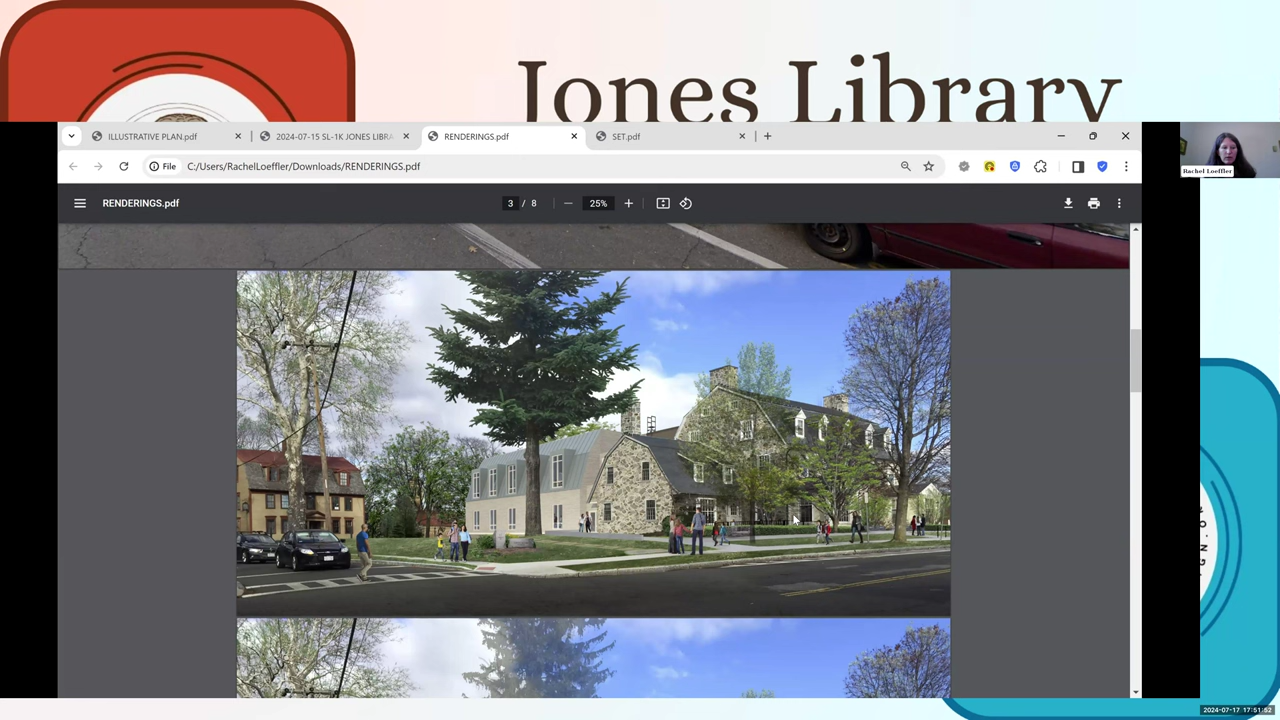 Jones Library
ILLUSTRATIVE PLAN.pdf
2024-07-15 SL-1K JONES LIBRA
RENDERINGS.pdf
SET.pdf
File
C:/Users/RachelLoeffler/Downloads/RENDERINGS.pdf
Rachel Loeffler
RENDERINGS.pdf
3 / 8
25%
2024-07-17 17:51:52